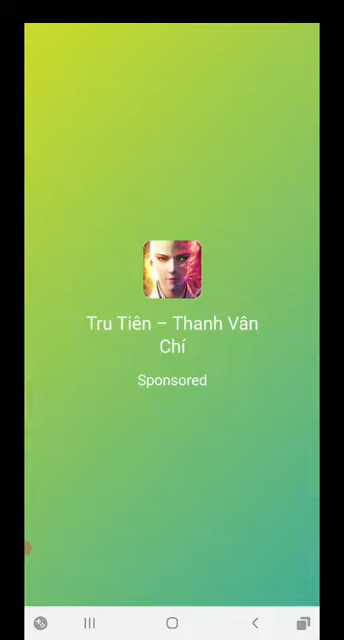 Tru Tiên – Thanh Vân
Chí
Sponsored